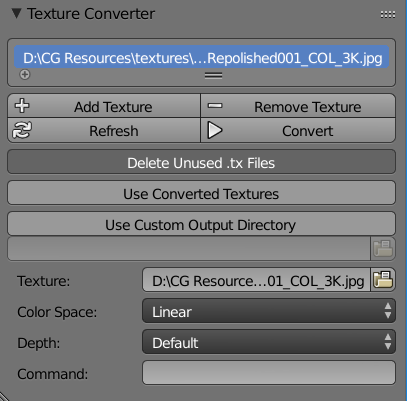 Texture Converter
D:\CG Resources\textures\...Repolished001_COL_3K.jpg
Add Texture
Remove Texture
Refresh
Convert
Delete Unused .tx Files
Use Converted Textures
Use Custom Output Directory
Texture: D:\CG Resource...01_COL_3K.jpg
Color Space: Linear
Depth: Default
Command: